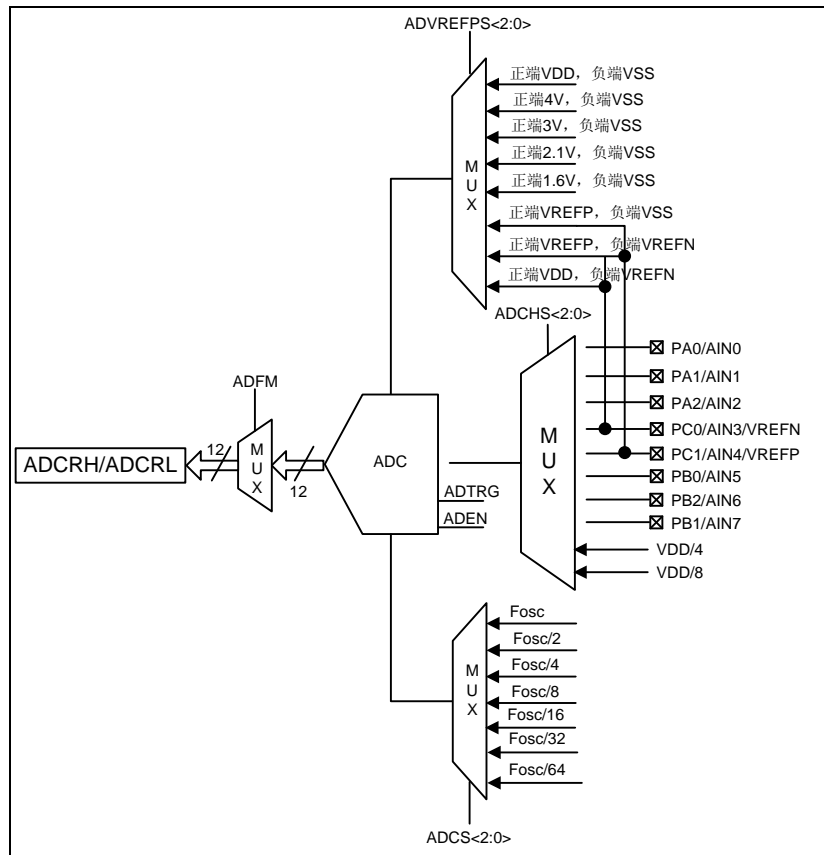 ADVREFPS<2:0>
正端VDD，负端VSS
正端4V，负端VSS
正端3V，负端VSS
正端2.1V，负端VSS
正端1.6V，负端VSS
正端VREFP，负端VSS
正端VREFP，负端VREFN
正端VDD，负端VREFN
MUX
ADCHS<2:0>
PA0/AIN0
PA1/AIN1
PA2/AIN2
PC0/AIN3/VREFN
PC1/AIN4/VREFP
PB0/AIN5
PB2/AIN6
PB1/AIN7
VDD/4
VDD/8
MUX
ADFM
ADCRH/ADCRL
12
MUX
12
ADC
ADTRG
ADEN
Fosc
Fosc/2
Fosc/4
Fosc/8
Fosc/16
Fosc/32
Fosc/64
MUX
ADCS<2:0>